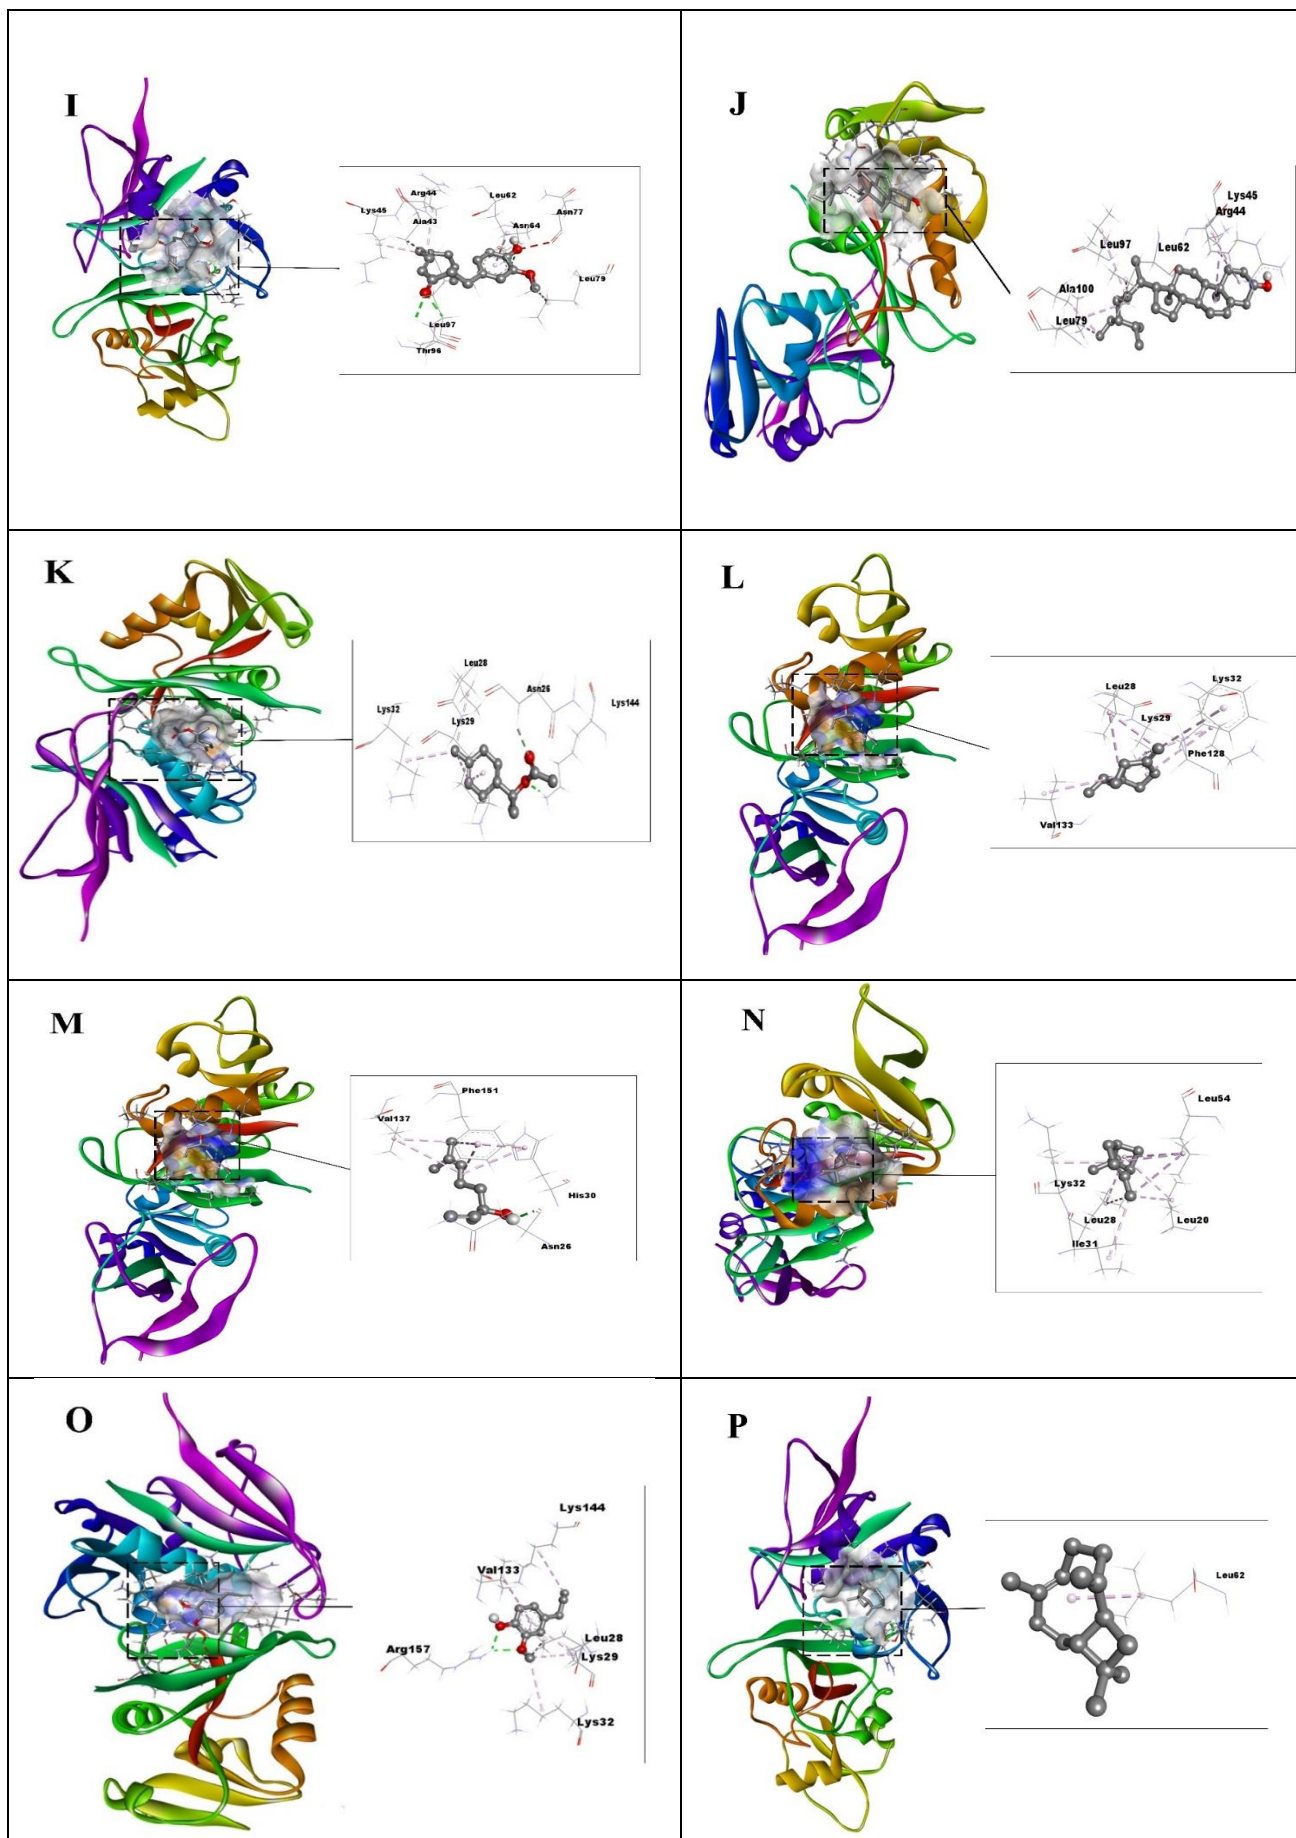 I
Arg44
Leu62
Lys45
Asn77
Ala43
Asn64
Leu79
Leu97
Thr96
J
Lys45
Arg44
Leu97
Leu62
Ala100
Leu79
K
Leu28
Asn26
Lys144
Lys32
Lys29
L
Leu28
Lys32
Lys29
Phe128
Val133
M
Phe151
Val137
His30
Asn26
N
Leu54
Lys32
Leu28
Leu20
Ile31
O
Lys144
Val133
Arg157
Leu28
Lys29
Lys32
P
Leu62